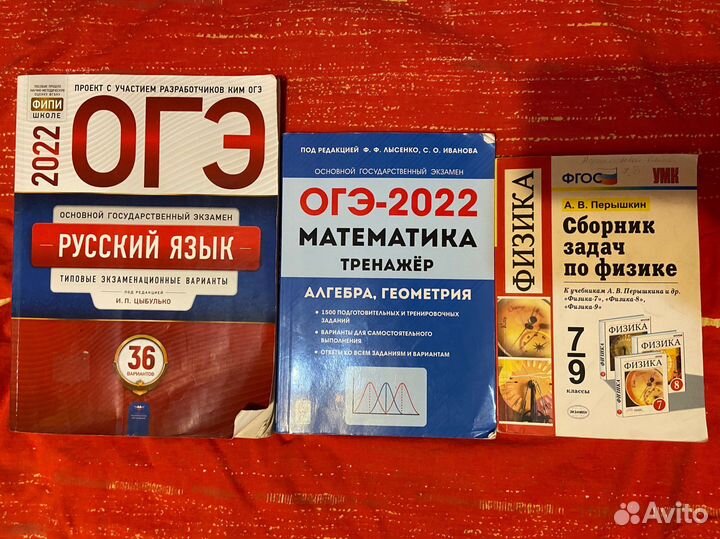 ПРОЕКТ С УЧАСТИЕМ РАЗРАБОТЧИКОВ КИМ ОГЭ
ФИПИ
ШКОЛЕ
2022
ОГЭ
ОСНОВНОЙ ГОСУДАРСТВЕННЫЙ ЭКЗАМЕН
РУССКИЙ ЯЗЫК
ТИПОВЫЕ ЭКЗАМЕНАЦИОННЫЕ ВАРИАНТЫ
ПОД РЕДАКЦИЕЙ
И. П. ЦЫБУЛЬКО
36
ВАРИАНТОВ
ПОД РЕДАКЦИЕЙ Ф. Ф. ЛЫСЕНКО, С. О. ИВАНОВА
ОСНОВНОЙ ГОСУДАРСТВЕННЫЙ ЭКЗАМЕН
ОГЭ-2022
МАТЕМАТИКА
ТРЕНАЖЁР
АЛГЕБРА, ГЕОМЕТРИЯ
• 1500 ПОДГОТОВИТЕЛЬНЫХ И ТРЕНИРОВОЧНЫХ
ЗАДАНИЙ
• ВАРИАНТЫ ДЛЯ САМОСТОЯТЕЛЬНОГО
ВЫПОЛНЕНИЯ
• ОТВЕТЫ КО ВСЕМ ЗАДАНИЯМ И ВАРИАНТАМ
ФИЗИКА
ФГОС
УМК
А. В. Перышкин
Сборник
задач
по физике
К учебникам А. В. Перышкина и др.
«Физика-7», «Физика-8»,
«Физика-9»
7-9
классы
ФИЗИКА
ФИЗИКА
8
ФИЗИКА
7
ЭКЗАМЕН
Avito